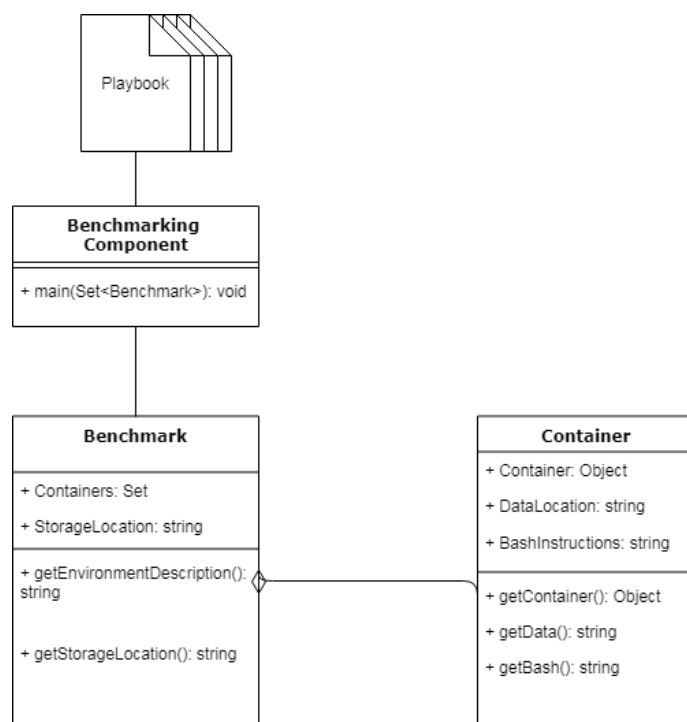 Playbook
Benchmarking
Component
+ main(Set<Benchmark>): void
Benchmark
+ Containers: Set
+ StorageLocation: string
+ getEnvironmentDescription():
string
+ getStorageLocation(): string
Container
+ Container: Object
+ DataLocation: string
+ BashInstructions: string
+ getContainer(): Object
+ getData(): string
+ getBash(): string